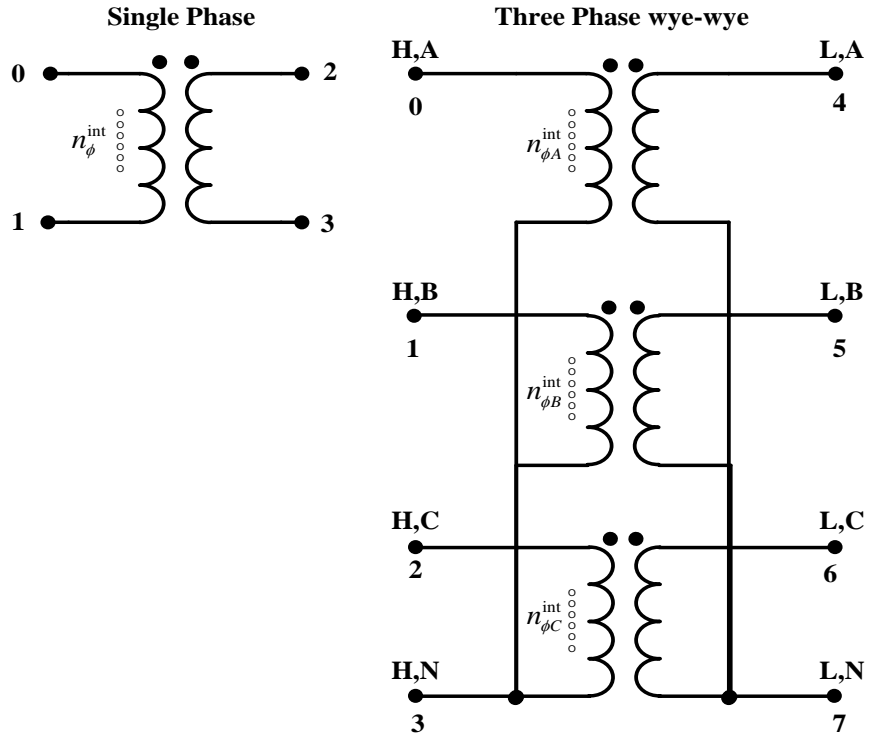 Single Phase
Three Phase wye-wye
0
2
n_ϕ^int
1
3
H,A
0
L,A
4
n_ϕA^int
H,B
1
L,B
5
n_ϕB^int
H,C
2
L,C
6
n_ϕC^int
H,N
3
L,N
7